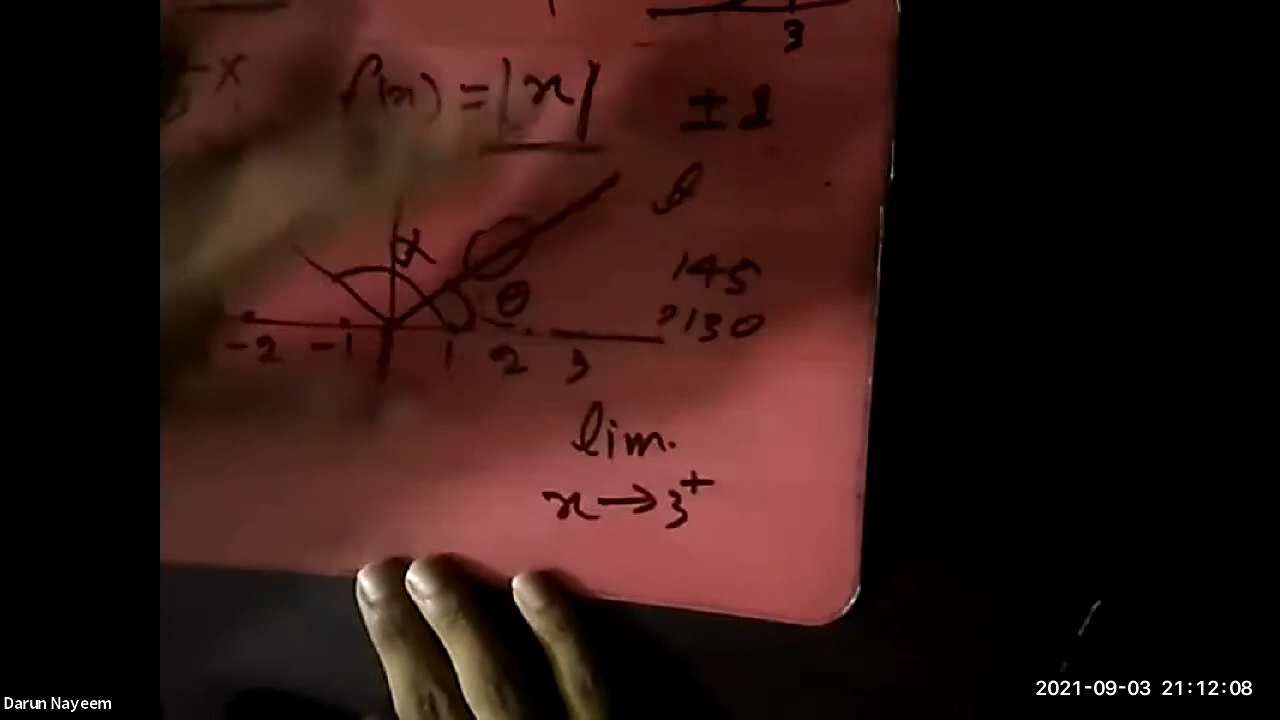 3
-x
f(x) = |x|
± 1
α
θ
145
130
-2 -1 1 2 3
lim.
x → 3⁺
Darun Nayeem
2021-09-03 21:12:08